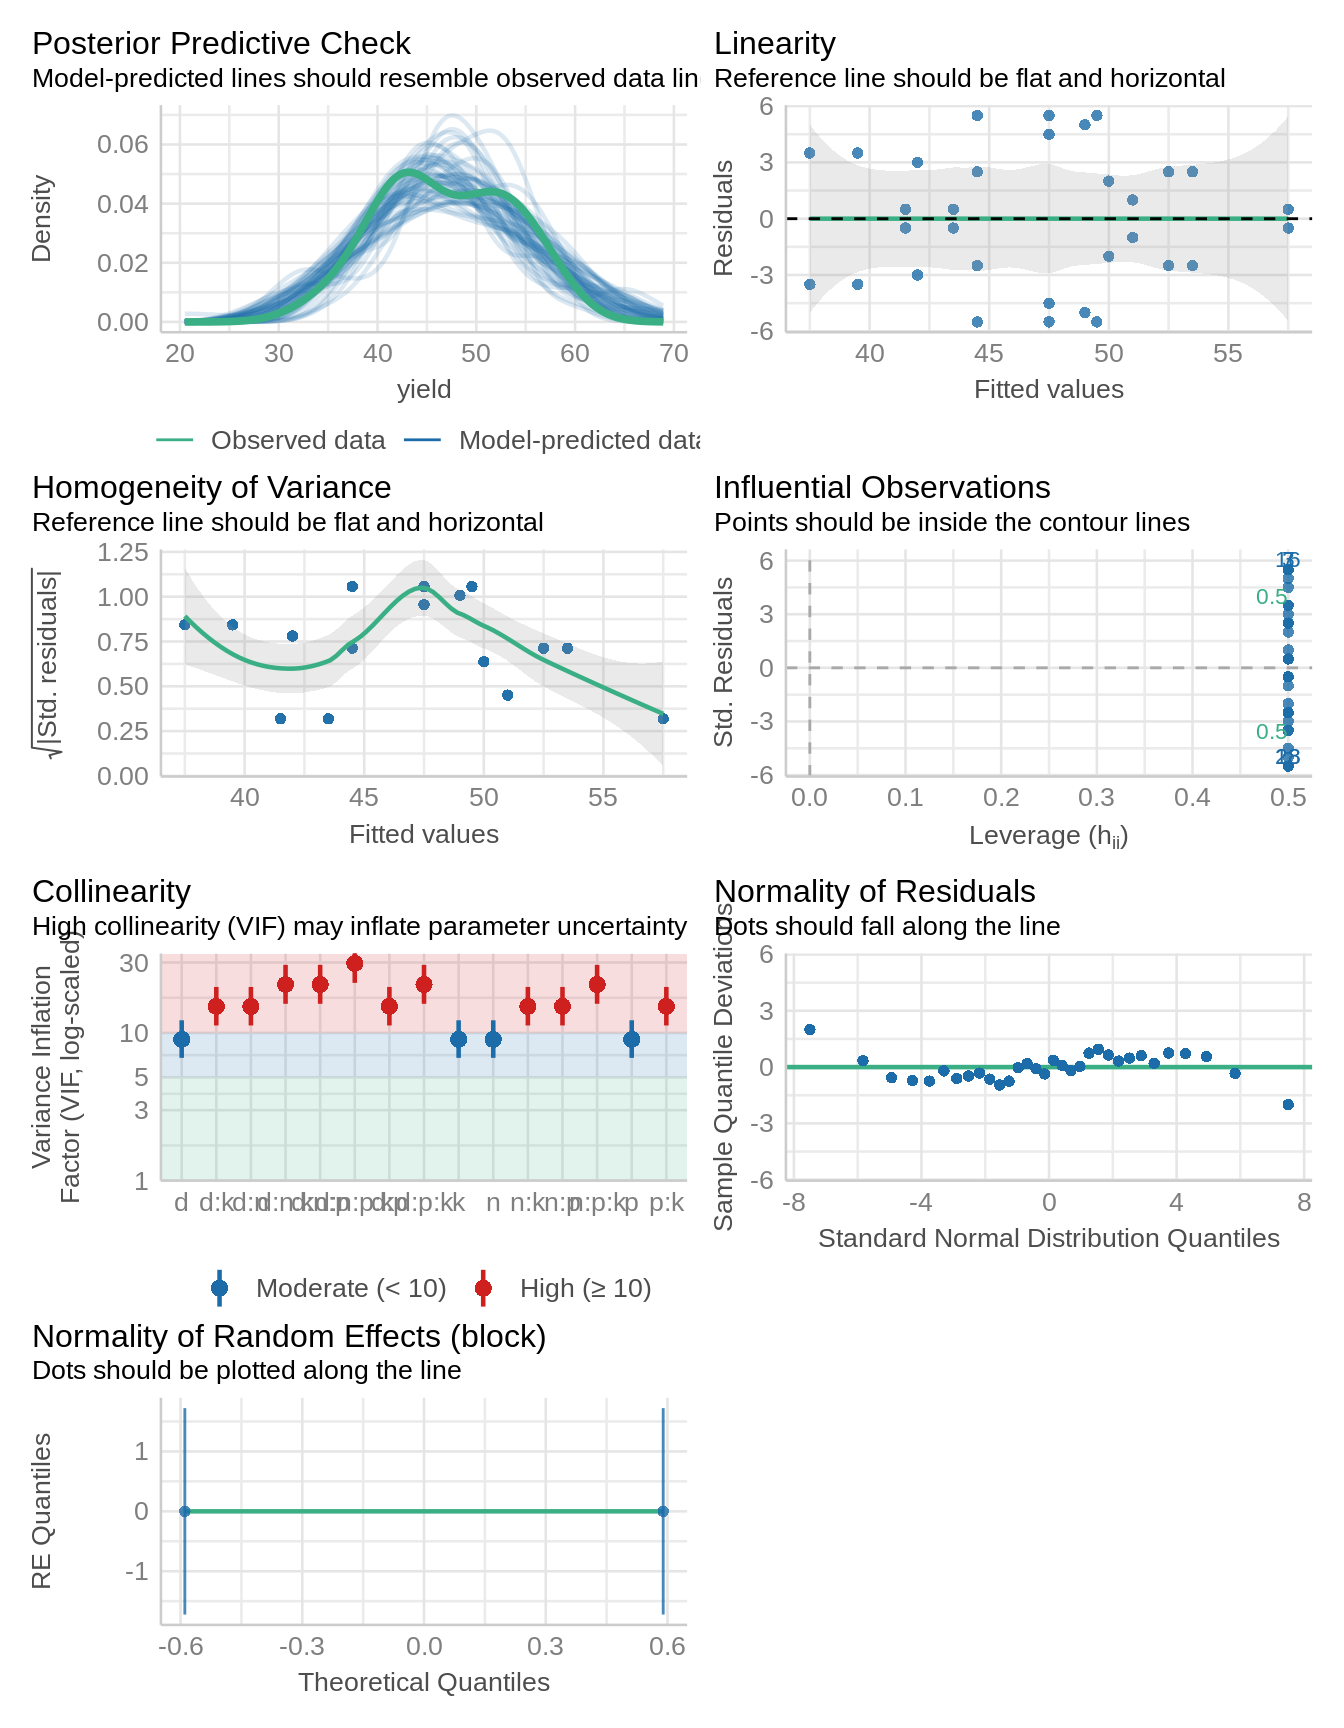 Posterior Predictive Check
Model-predicted lines should resemble observed data lin
0.06
0.04
0.02
0.00
Density
20 30 40 50 60 70
yield
Observed data Model-predicted data
Linearity
Reference line should be flat and horizontal
6
3
0
-3
-6
Residuals
40 45 50 55
Fitted values
Homogeneity of Variance
Reference line should be flat and horizontal
1.25
1.00
0.75
0.50
0.25
0.00
√|Std. residuals|
40 45 50 55
Fitted values
Influential Observations
Points should be inside the contour lines
6
3
0
-3
-6
Std. Residuals
0.5
0.5
0.0 0.1 0.2 0.3 0.4 0.5
Leverage (hii)
Collinearity
High collinearity (VIF) may inflate parameter uncertainty
30
10
5
3
1
Variance Inflation
Factor (VIF, log-scaled)
d d:k k n n:k p p:k
Moderate (< 10) High (≥ 10)
Normality of Residuals
Dots should fall along the line
6
3
0
-3
-6
Sample Quantile Deviations
-8 -4 0 4 8
Standard Normal Distribution Quantiles
Normality of Random Effects (block)
Dots should be plotted along the line
1
0
-1
RE Quantiles
-0.6 -0.3 0.0 0.3 0.6
Theoretical Quantiles